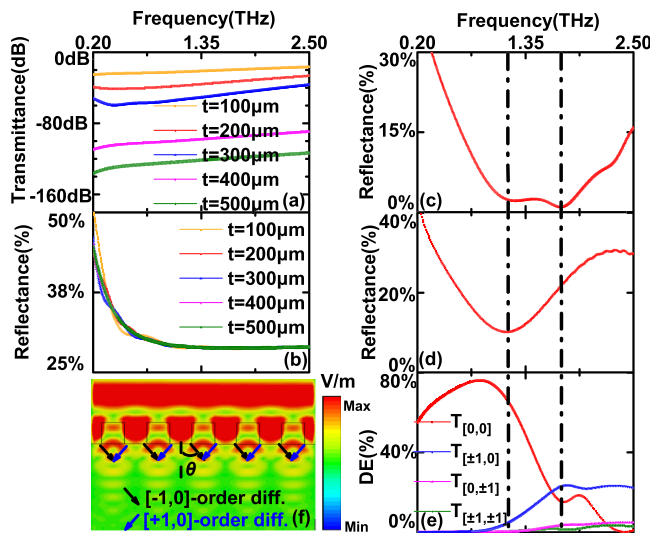 Frequency(THz)
0.20 1.35 2.50
Transmittance(dB)
0dB
-80dB
-160dB
t=100μm
t=200μm
t=300μm
t=400μm
t=500μm
(a)
Reflectance(%)
50%
38%
25%
t=100μm
t=200μm
t=300μm
t=400μm
t=500μm
(b)
V/m
Max
Min
θ
[-1,0]-order diff.
[+1,0]-order diff.
(f)
Frequency(THz)
0.20 1.35 2.50
Reflectance(%)
30%
15%
0%
(c)
Reflectance(%)
40%
20%
0%
(d)
DE(%)
80%
40%
0%
T[0,0]
T[±1,0]
T[0,±1]
T[±1,±1]
(e)